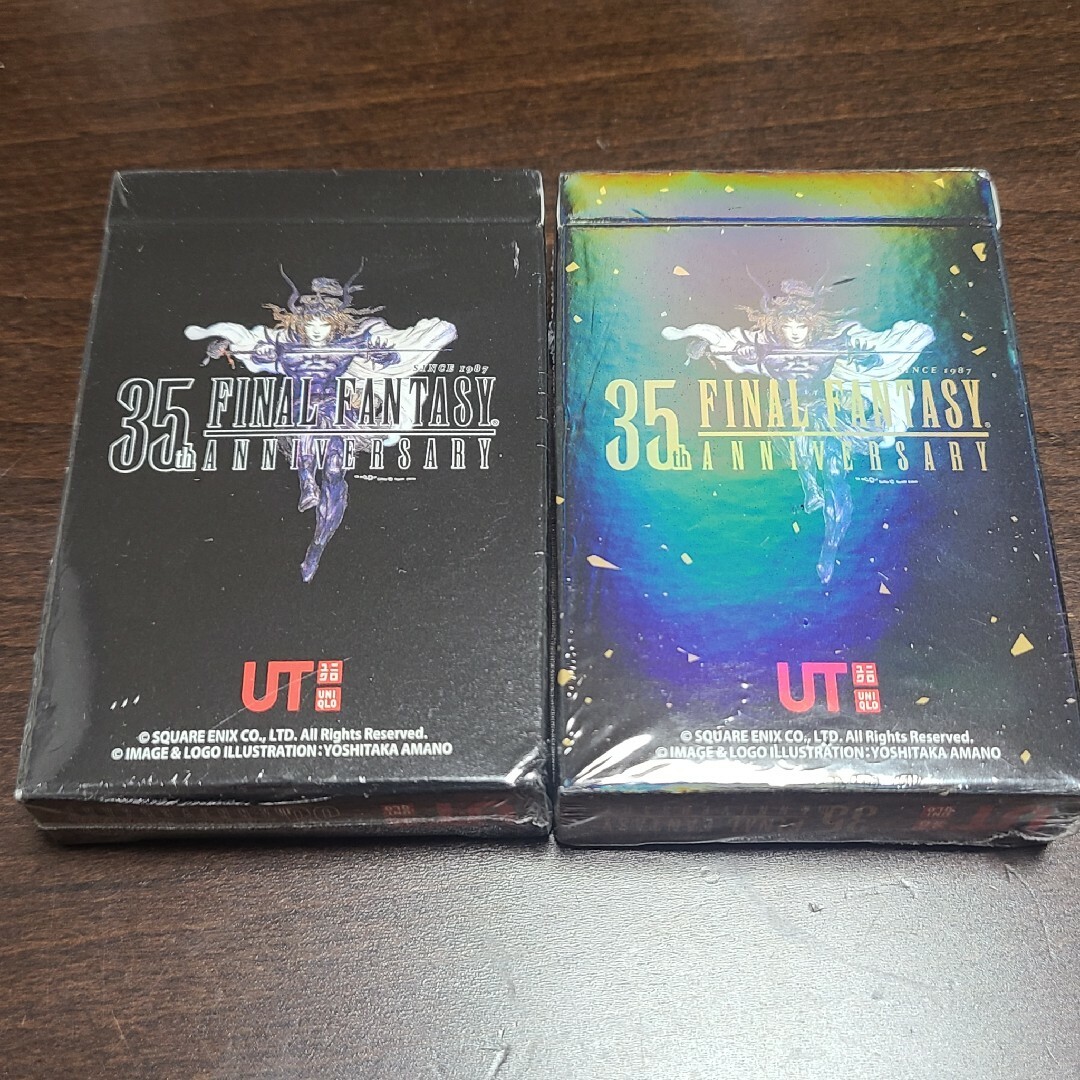 SINCE 1987
35th FINAL FANTASY®
ANNIVERSARY
UT ユニクロ
UNIQLO
© SQUARE ENIX CO., LTD. All Rights Reserved.
© IMAGE & LOGO ILLUSTRATION:YOSHITAKA AMANO
SINCE 1987
35th FINAL FANTASY®
ANNIVERSARY
UT ユニクロ
UNIQLO
© SQUARE ENIX CO., LTD. All Rights Reserved.
© IMAGE & LOGO ILLUSTRATION:YOSHITAKA AMANO